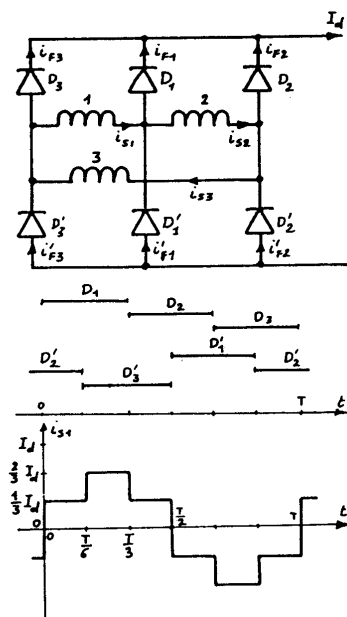 I_d
i_F3 i_F1 i_F2
D_3 D_1 D_2
1 2
i_S1 i_S2
3
i_S3
D'_3 D'_1 D'_2
i'_F3 i'_F1 i'_F2
D_1 D_2 D_3
D'_2 D'_3 D'_1 D'_2
0 T t
i_S1
I_d
2/3 I_d
1/3 I_d
0 T/2 T t
0 T/6 T/3